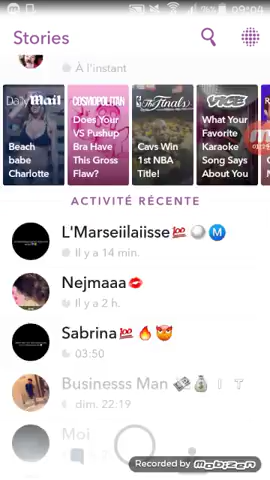 09:04
Stories
À l'instant
Daily Mail
Beach
babe
Charlotte
COSMOPOLITAN
Does Your
VS Pushup
Bra Have
This Gross
Flaw?
The Finals
Cavs Win
1st NBA
Title!
VICE
What Your
Favorite
Karaoke
Song Says
About You
ACTIVITÉ RÉCENTE
L'Marseiilaiisse💯⚪Ⓜ️
Il y a 14 min.
Nejmaaa💋
Il y a 2 h.
Sabrina💯🔥😈
03:50
Businesss Man 💸💰 I T
dim. 22:19
Moi
Recorded by Mobizen